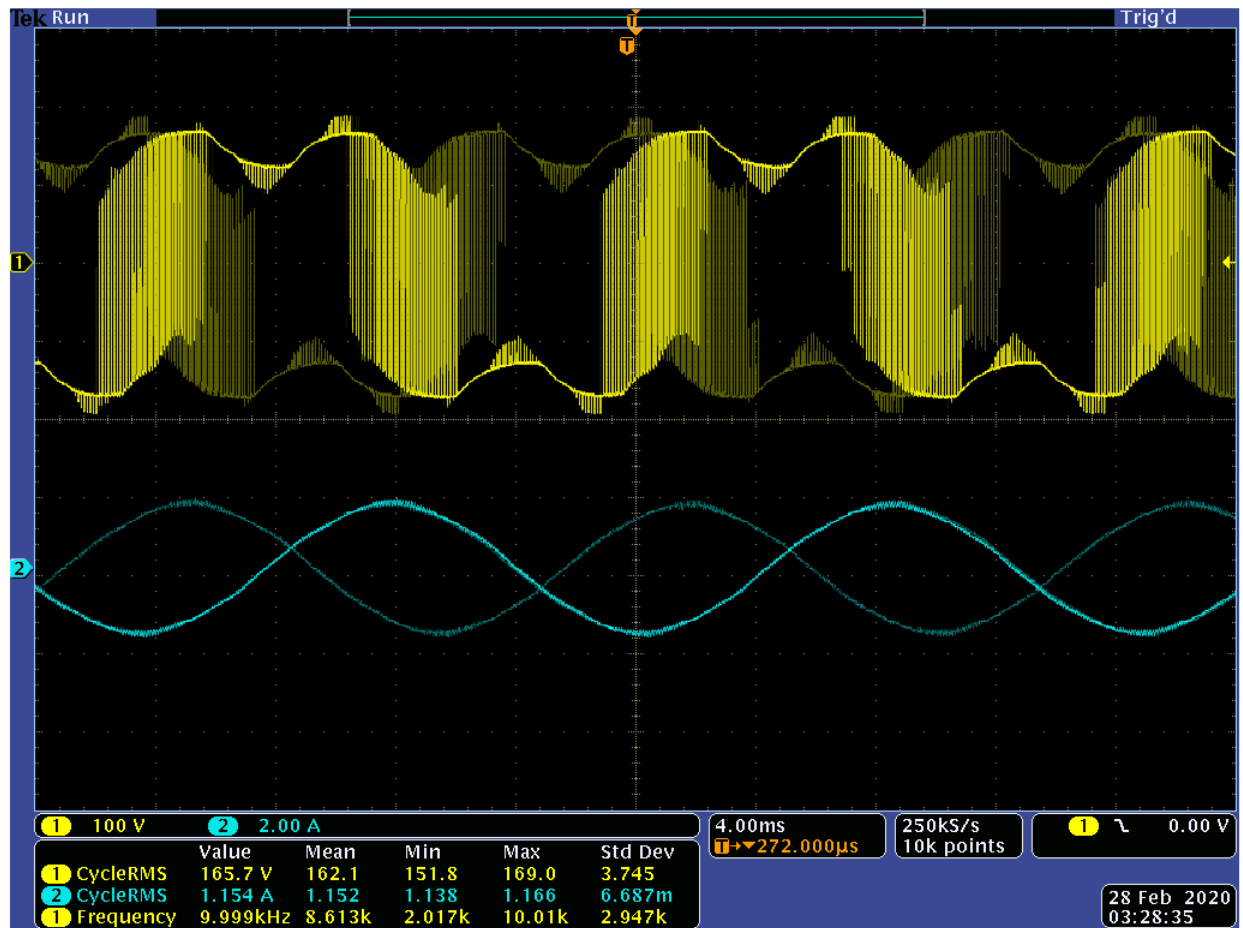 Tek Run Trig'd
T
T
1
2
1 100 V 2 2.00 A
4.00ms 250kS/s 1 0.00 V
T→▼272.000µs 10k points
Value Mean Min Max Std Dev
1 CycleRMS 165.7 V 162.1 151.8 169.0 3.745
2 CycleRMS 1.154 A 1.152 1.138 1.166 6.687m
1 Frequency 9.999kHz 8.613k 2.017k 10.01k 2.947k
28 Feb 2020
03:28:35